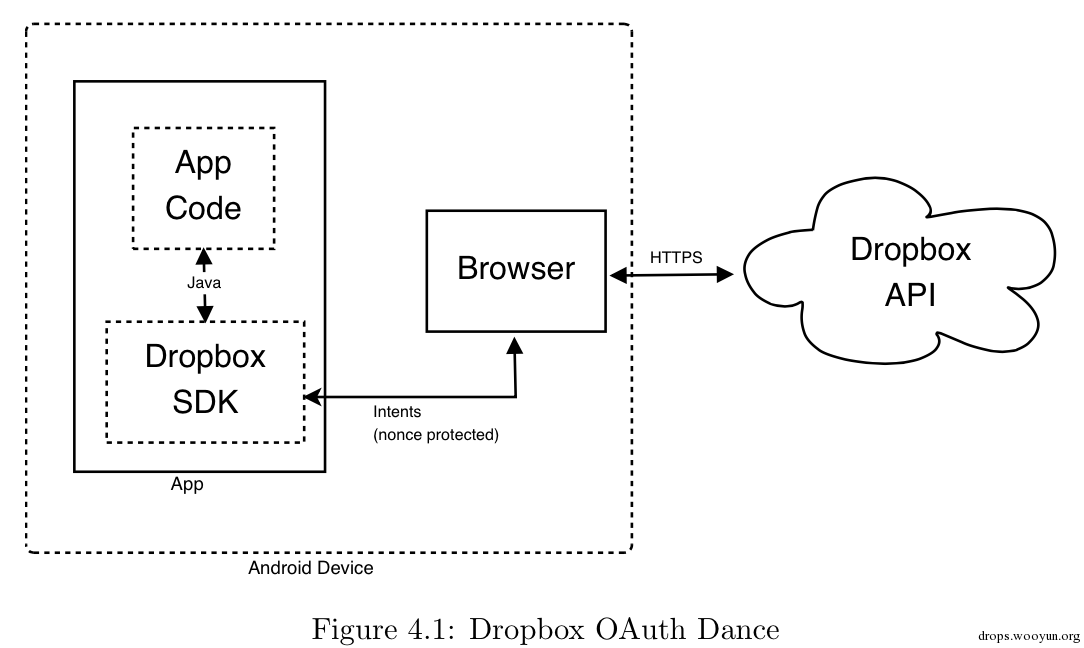 App
Code
Java
Dropbox
SDK
App
Intents
(nonce protected)
Browser
HTTPS
Dropbox
API
Android Device
Figure 4.1: Dropbox OAuth Dance
drops.wooyun.org